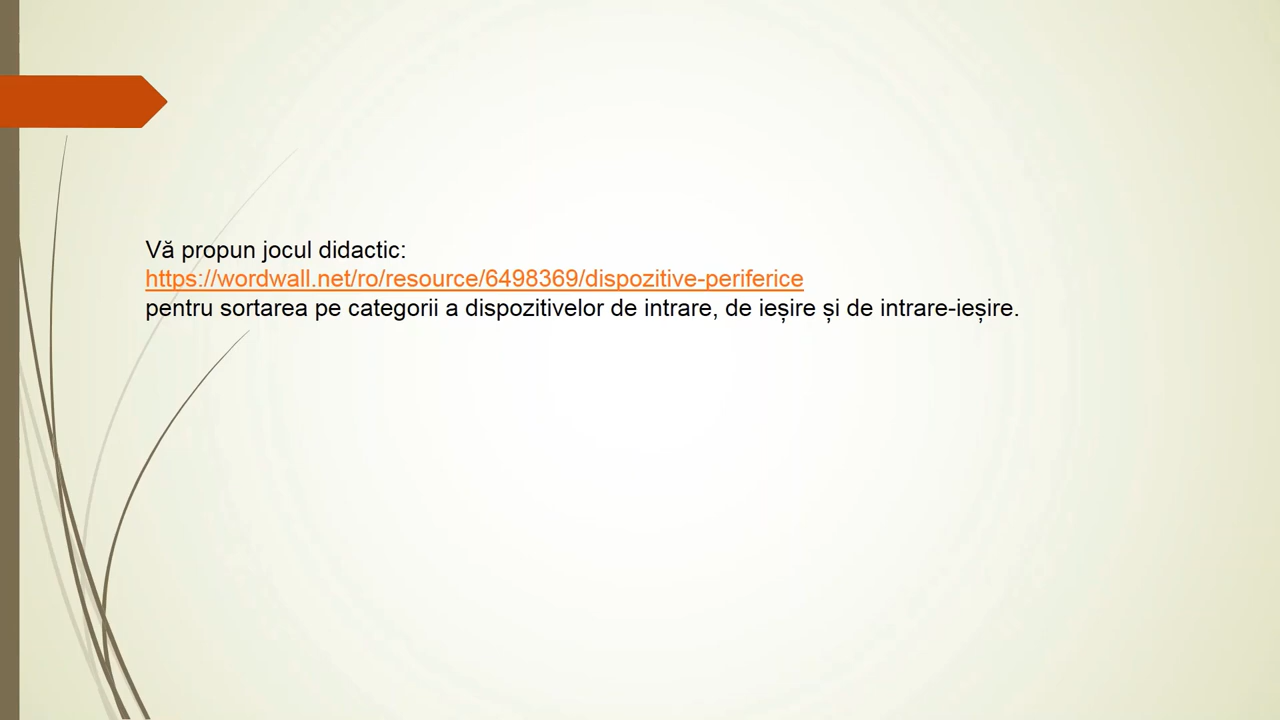 Vă propun jocul didactic:
https://wordwall.net/ro/resource/6498369/dispozitive-periferice
pentru sortarea pe categorii a dispozitivelor de intrare, de ieșire și de intrare-ieșire.